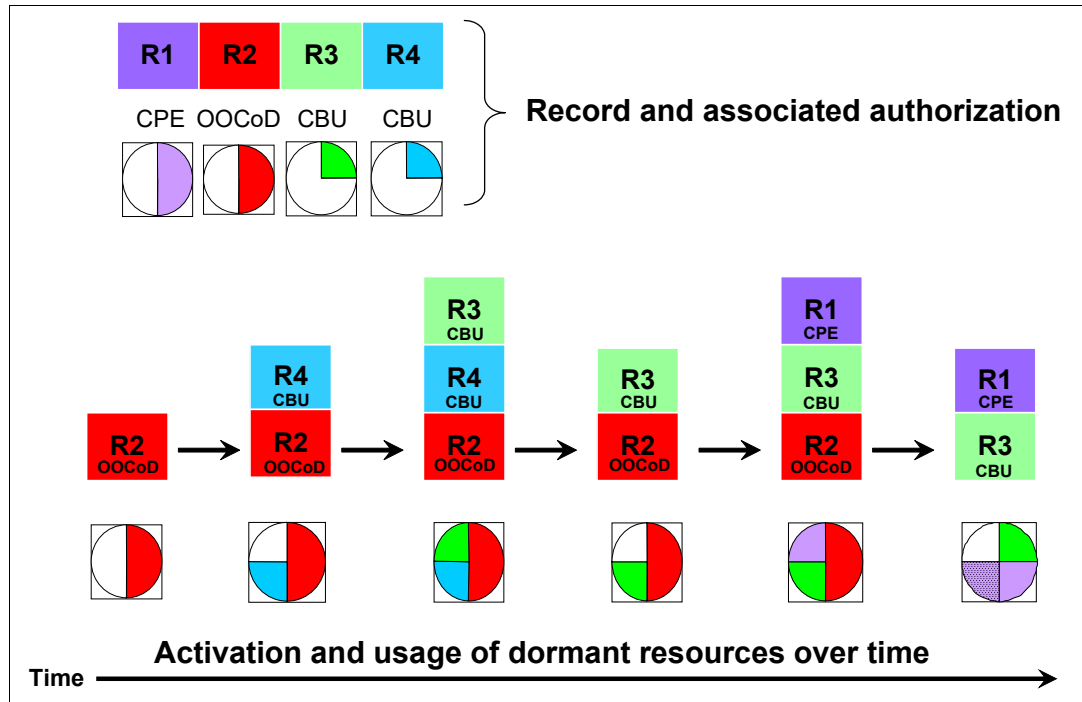 R1 R2 R3 R4
CPE OOCoD CBU CBU
Record and associated authorization
R2
OOCoD
R4
CBU
R2
OOCoD
R3
CBU
R4
CBU
R2
OOCoD
R3
CBU
R2
OOCoD
R1
CPE
R3
CBU
R2
OOCoD
R1
CPE
R3
CBU
Activation and usage of dormant resources over time
Time